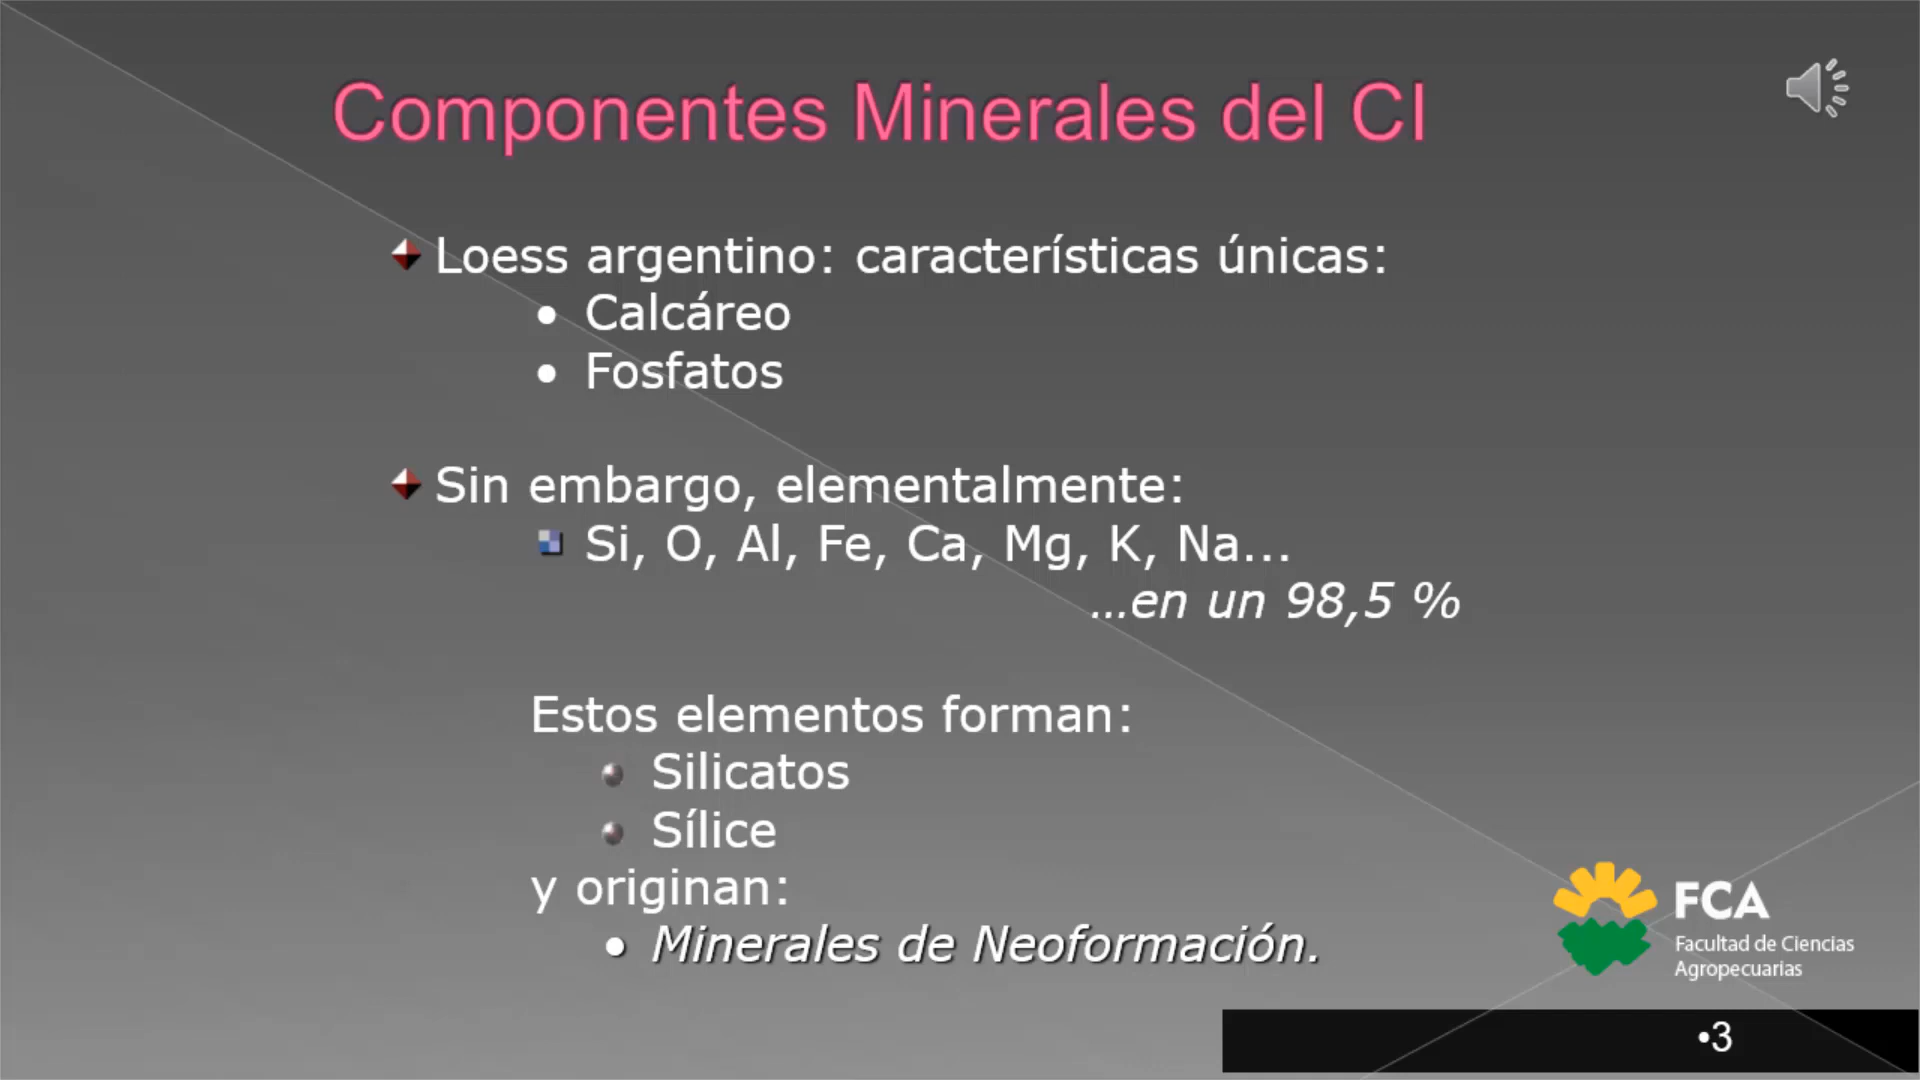 Componentes Minerales del CI
Loess argentino: características únicas:
• Calcáreo
• Fosfatos
Sin embargo, elementalmente:
Si, O, Al, Fe, Ca, Mg, K, Na...
...en un 98,5 %
Estos elementos forman:
Silicatos
Sílice
y originan:
• Minerales de Neoformación.
FCA
Facultad de Ciencias
Agropecuarias
•3